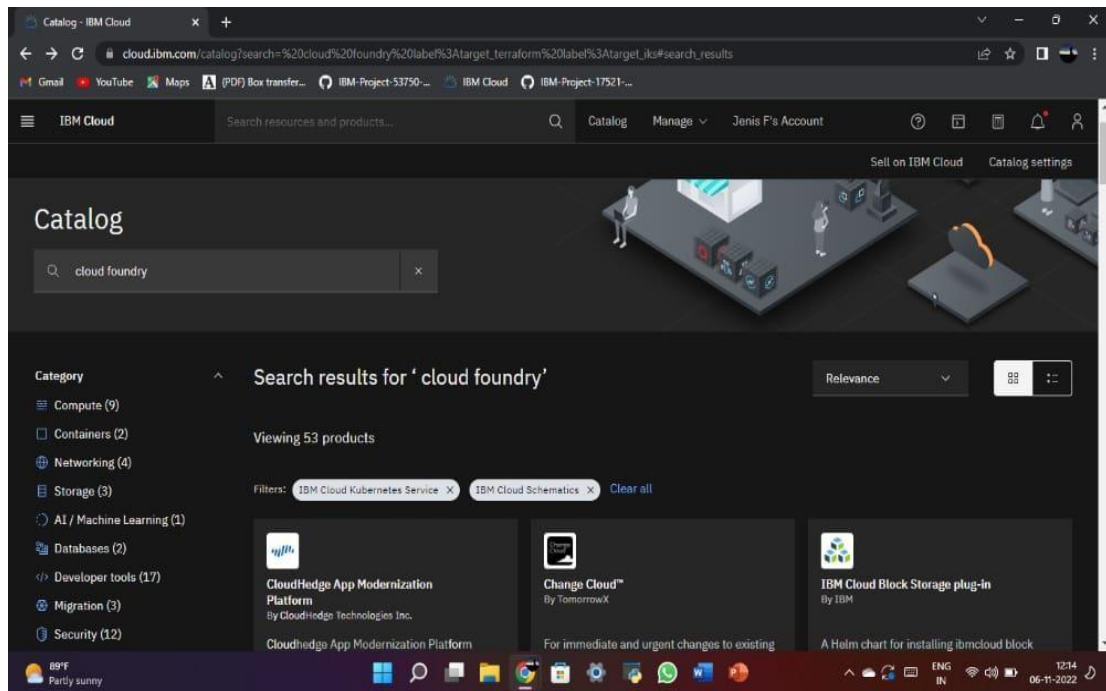 Catalog - IBM Cloud
cloud.ibm.com/catalog?search=%20cloud%20foundry%20label%3Atarget_terraform%20label%3Atarget_iks#search_results
Gmail YouTube Maps (PDF) Box transfer... IBM-Project-53750-... IBM Cloud IBM-Project-17521-...
IBM Cloud Search resources and products... Catalog Manage Jenis F's Account
Sell on IBM Cloud Catalog settings
Catalog
cloud foundry
Category
Compute (9)
Containers (2)
Networking (4)
Storage (3)
AI / Machine Learning (1)
Databases (2)
Developer tools (17)
Migration (3)
Security (12)
Search results for ‘ cloud foundry’
Relevance
Viewing 53 products
Filters: IBM Cloud Kubernetes Service X IBM Cloud Schematics X Clear all
CloudHedge App Modernization
Platform
By CloudHedge Technologies Inc.
Cloudhedge App Modernization Platform
Change Cloud™
By TomorrowX
For immediate and urgent changes to existing
IBM Cloud Block Storage plug-in
By IBM
A Helm chart for installing ibmcloud block
89°F
Partly sunny
ENG
IN
12:14
06-11-2022